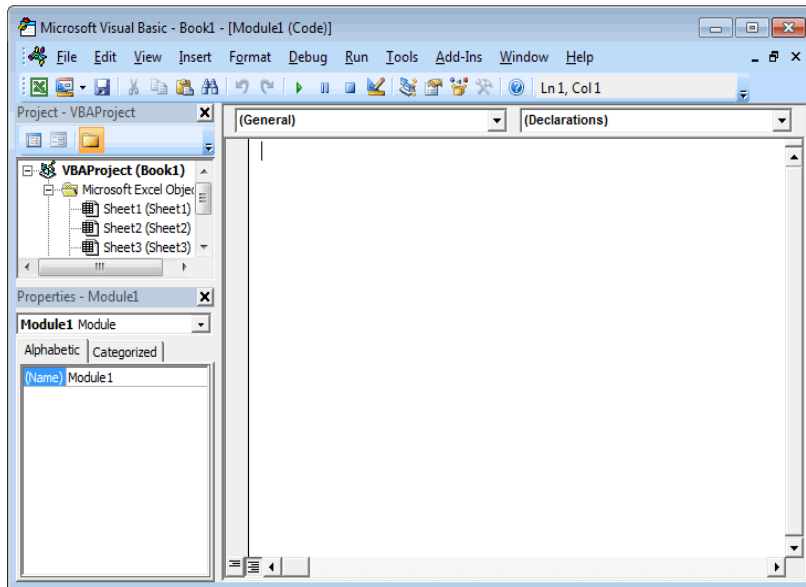 Microsoft Visual Basic - Book1 - [Module1 (Code)]
File Edit View Insert Format Debug Run Tools Add-Ins Window Help
Ln 1, Col 1
Project - VBAProject
(General) (Declarations)
VBAProject (Book1)
Microsoft Excel Objec
Sheet1 (Sheet1)
Sheet2 (Sheet2)
Sheet3 (Sheet3)
Properties - Module1
Module1 Module
Alphabetic Categorized
(Name) Module1